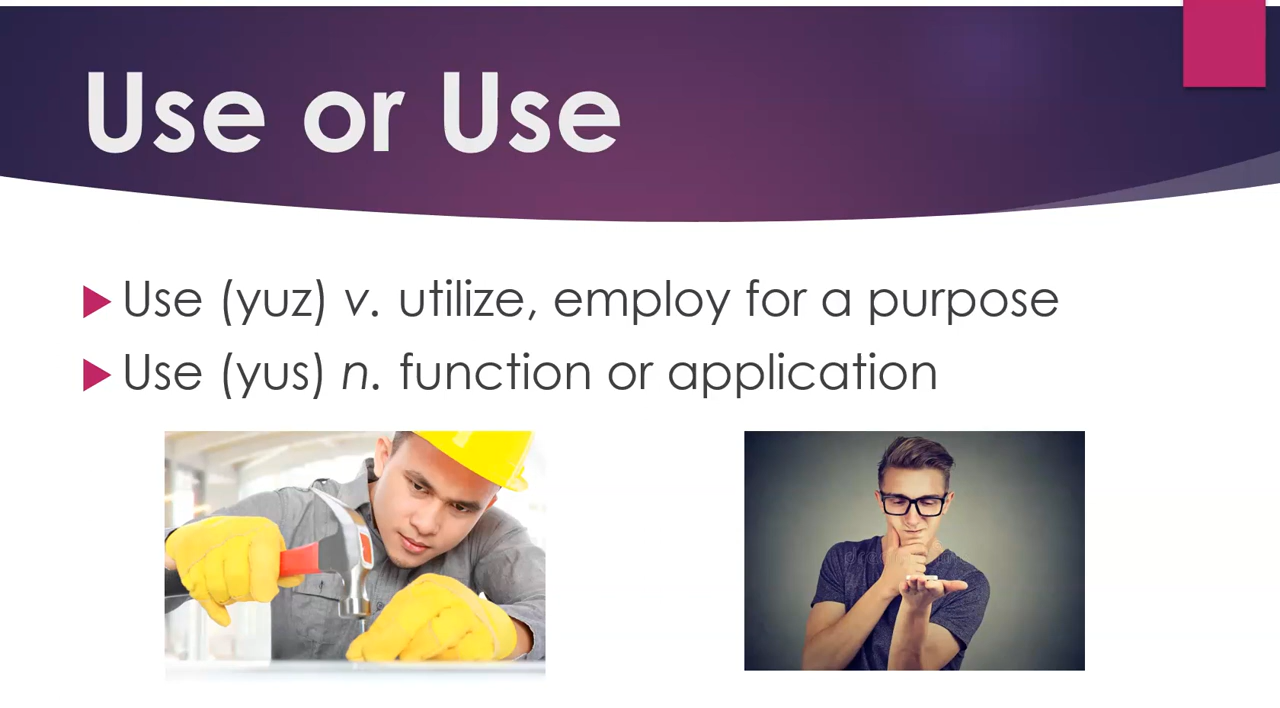 Use or Use
Use (yuz) v. utilize, employ for a purpose
Use (yus) n. function or application